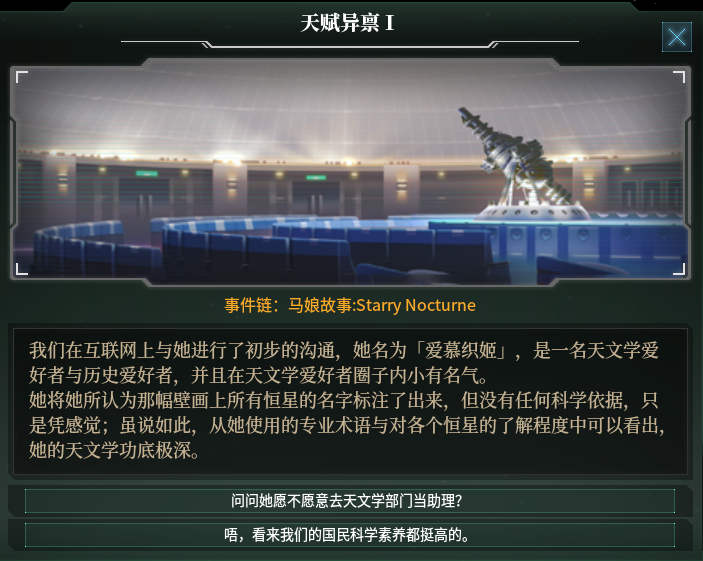 天赋异禀 I
事件链：马娘故事:Starry Nocturne
我们在互联网上与她进行了初步的沟通，她名为「爱慕织姬」，是一名天文学爱
好者与历史爱好者，并且在天文学爱好者圈子内小有名气。
她将她所认为那幅壁画上所有恒星的名字标注了出来，但没有任何科学依据，只
是凭感觉；虽说如此，从她使用的专业术语与对各个恒星的了解程度中可以看出，
她的天文学功底极深。
问问她愿不愿意去天文学部门当助理？
唔，看来我们的国民科学素养都挺高的。